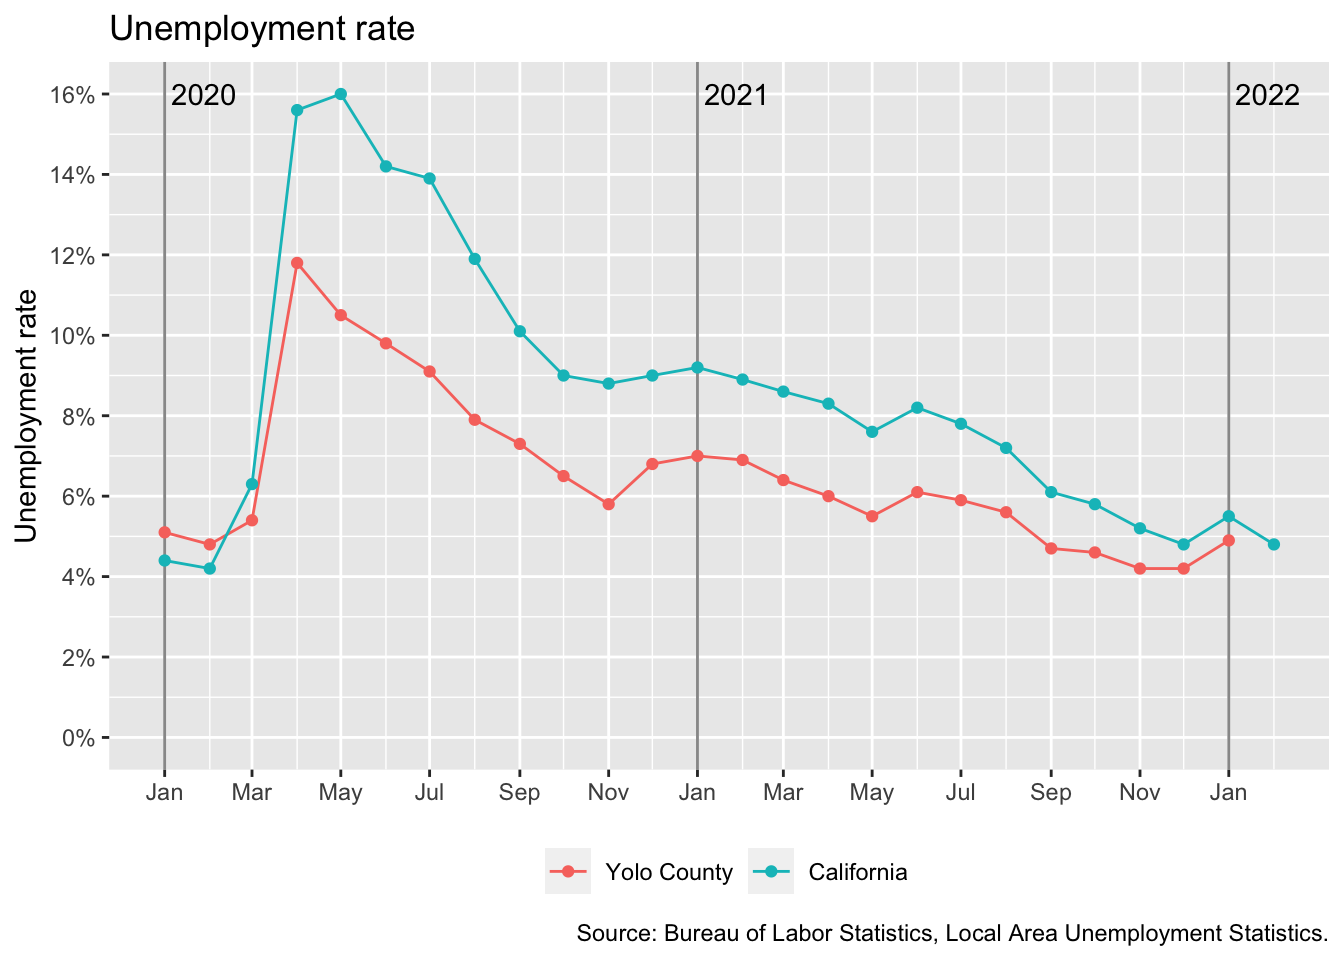 Unemployment rate
Unemployment rate
16%
14%
12%
10%
8%
6%
4%
2%
0%
2020 2021 2022
Jan Mar May Jul Sep Nov Jan Mar May Jul Sep Nov Jan
Yolo County California
Source: Bureau of Labor Statistics, Local Area Unemployment Statistics.